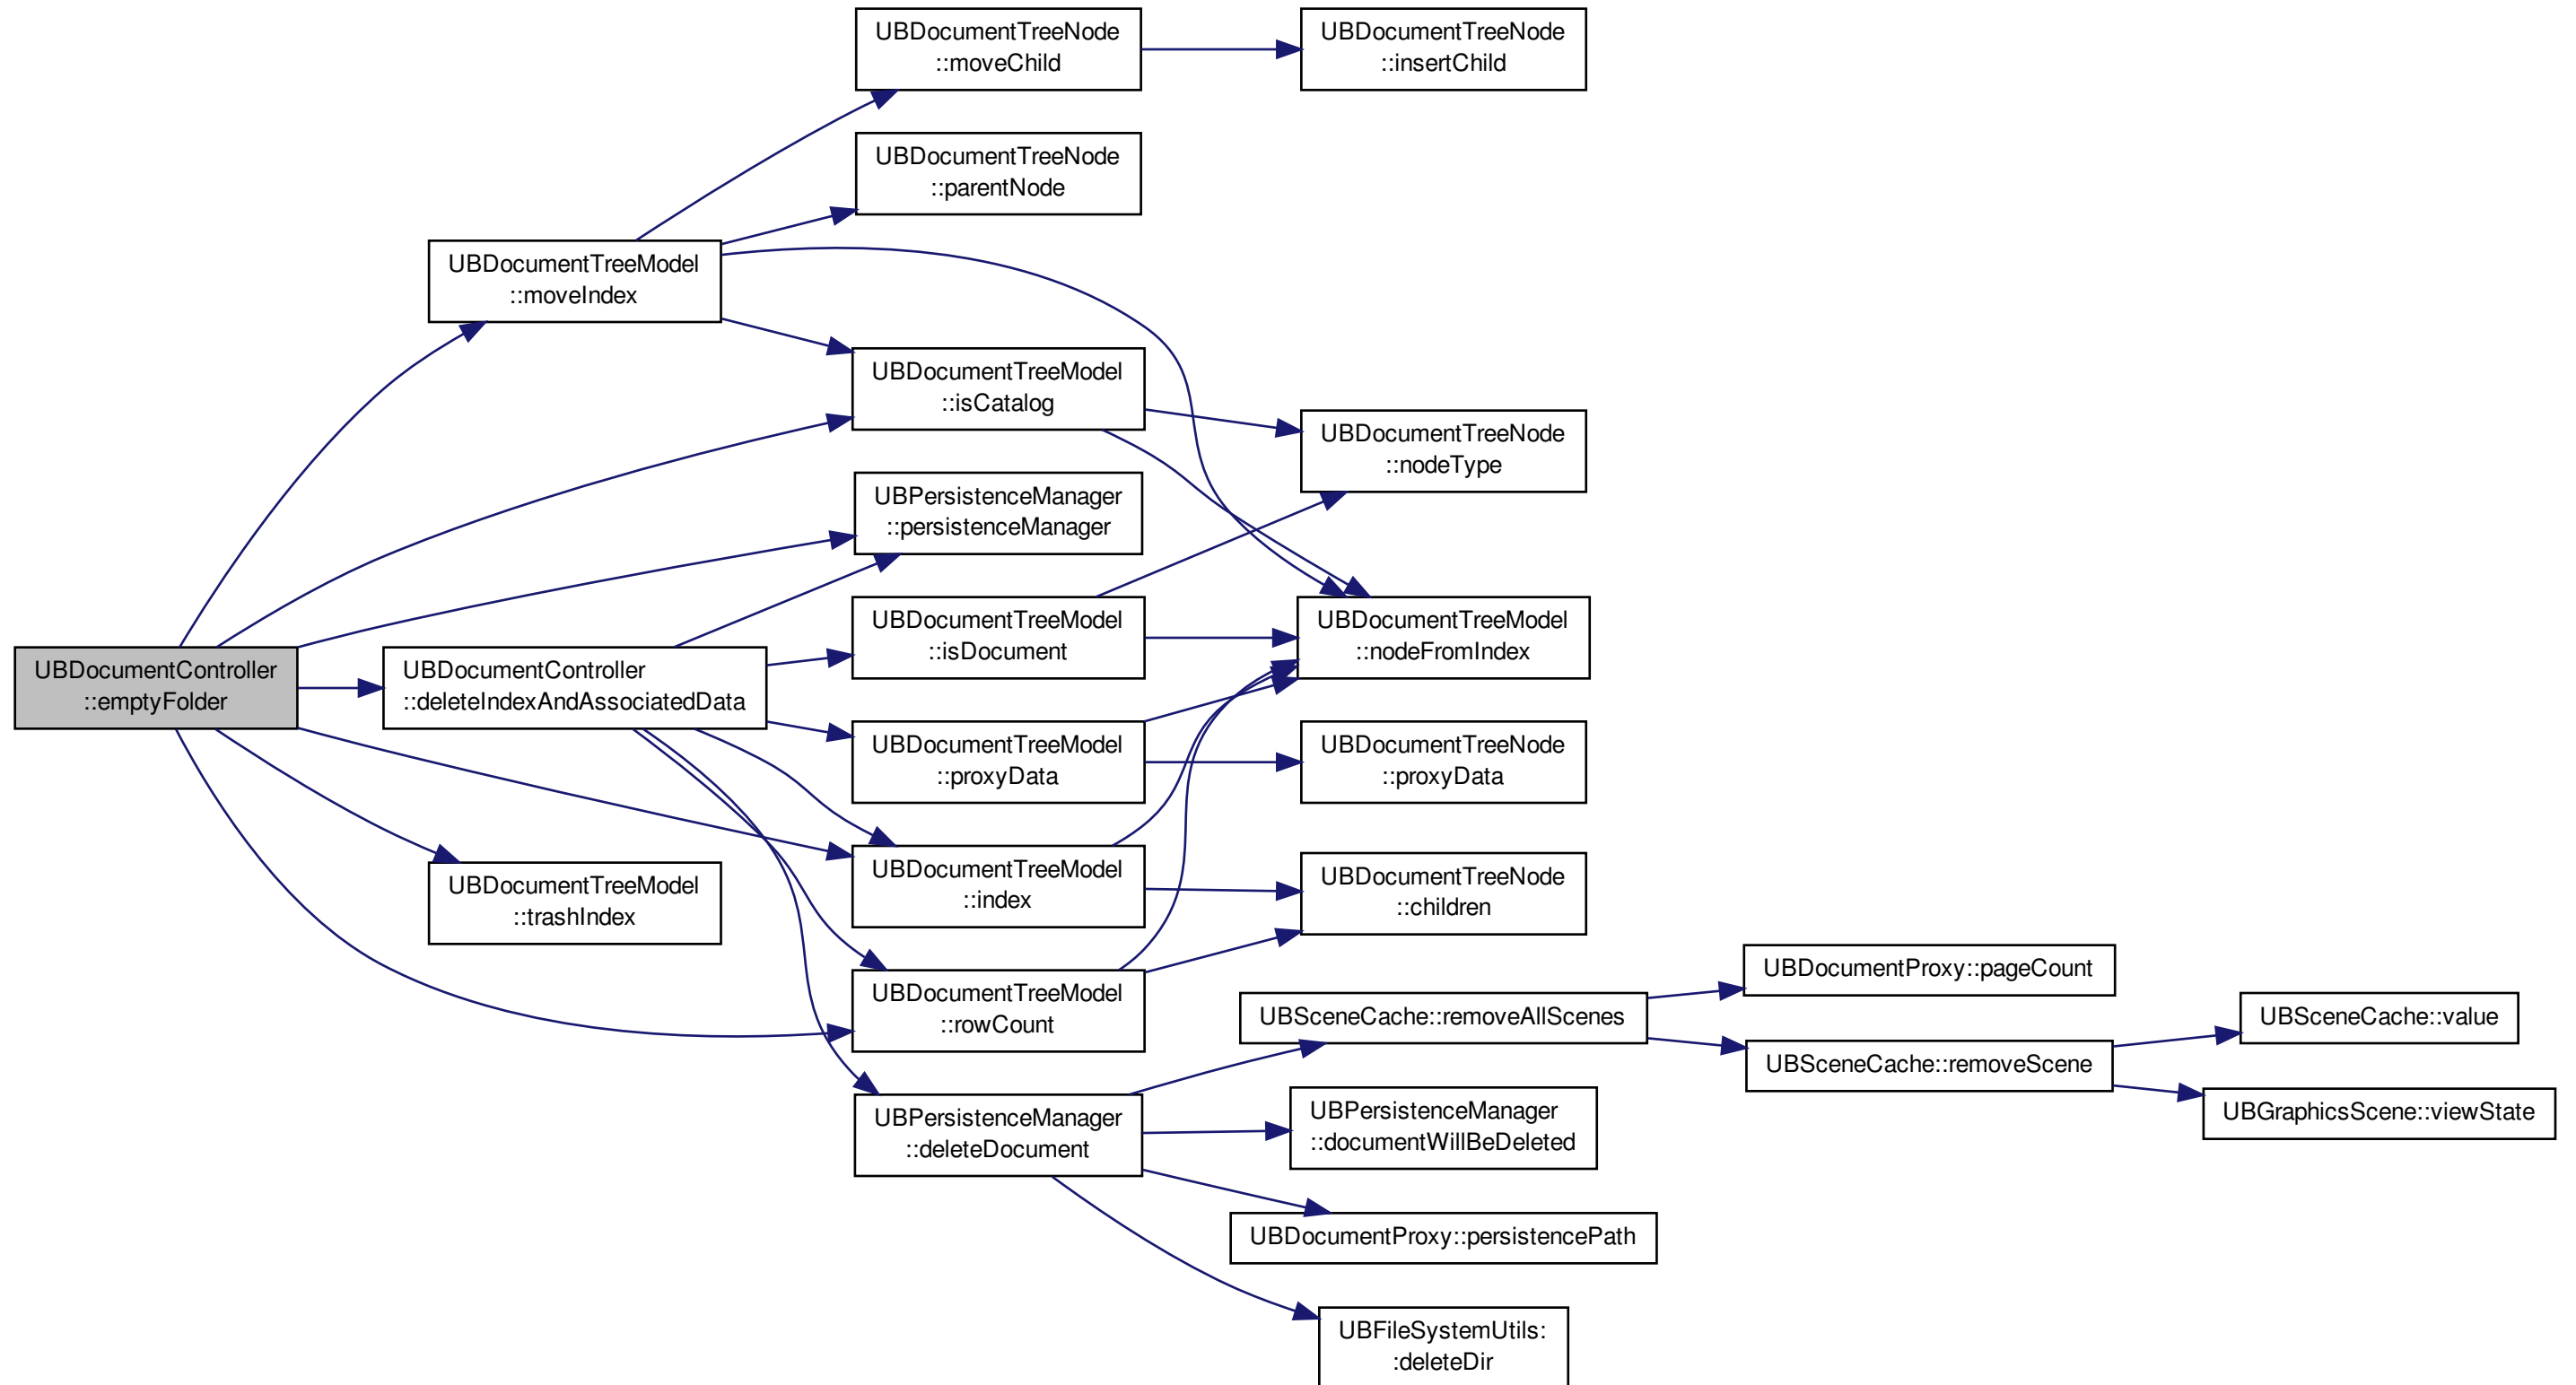 UBDocumentController
::emptyFolder
UBDocumentTreeModel
::moveIndex
UBDocumentController
::deleteIndexAndAssociatedData
UBDocumentTreeModel
::trashIndex
UBDocumentTreeNode
::moveChild
UBDocumentTreeNode
::parentNode
UBDocumentTreeModel
::isCatalog
UBPersistenceManager
::persistenceManager
UBDocumentTreeModel
::isDocument
UBDocumentTreeModel
::proxyData
UBDocumentTreeModel
::index
UBDocumentTreeModel
::rowCount
UBPersistenceManager
::deleteDocument
UBDocumentTreeNode
::insertChild
UBDocumentTreeNode
::nodeType
UBDocumentTreeModel
::nodeFromIndex
UBDocumentTreeNode
::proxyData
UBDocumentTreeNode
::children
UBSceneCache::removeAllScenes
UBPersistenceManager
::documentWillBeDeleted
UBDocumentProxy::persistencePath
UBFileSystemUtils:
:deleteDir
UBDocumentProxy::pageCount
UBSceneCache::removeScene
UBSceneCache::value
UBGraphicsScene::viewState